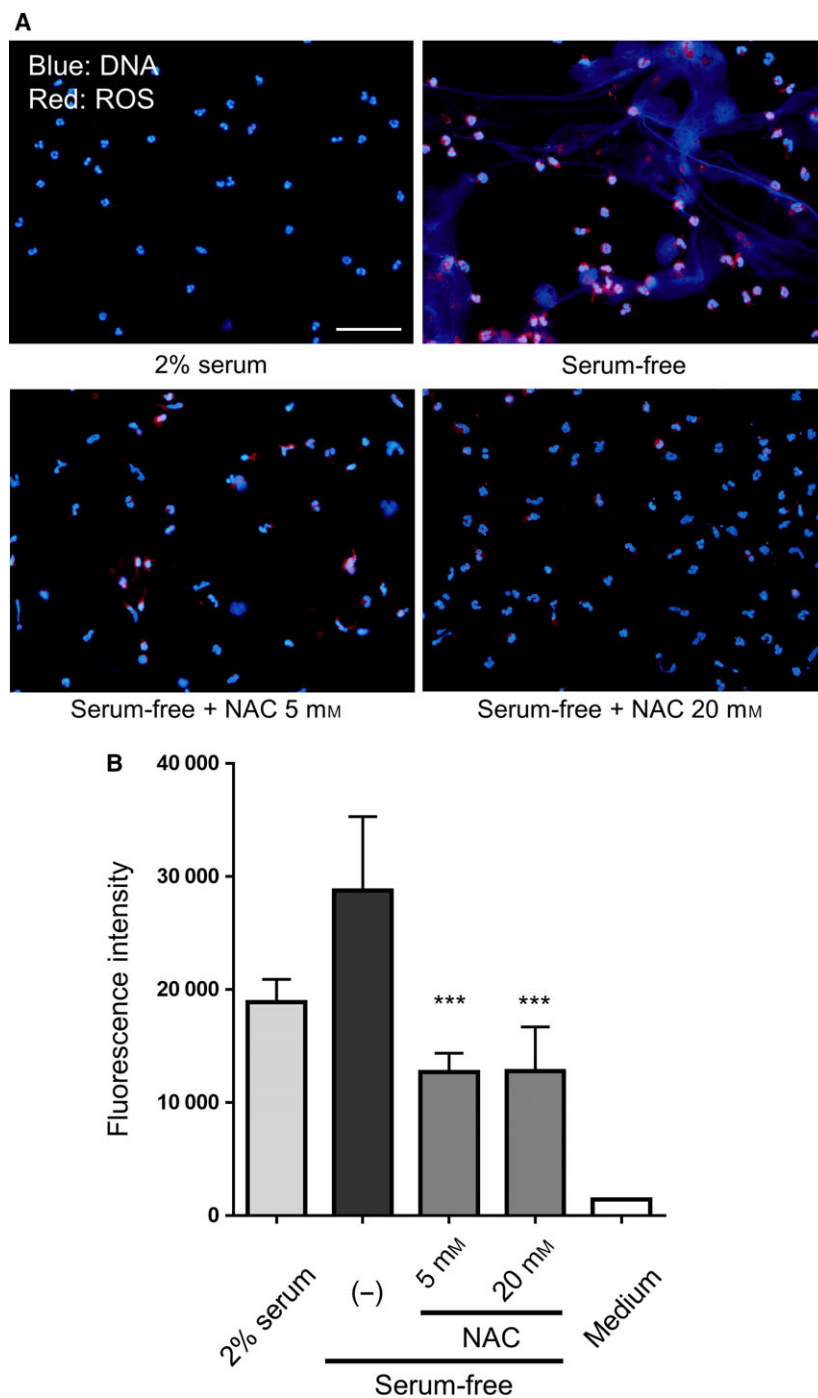 A
Blue: DNA
Red: ROS
2% serum
Serum-free
Serum-free + NAC 5 mM
Serum-free + NAC 20 mM
B
40 000
30 000
20 000
10 000
0
Fluorescence intensity
***
***
2% serum
(–)
5 mM
20 mM
Medium
NAC
Serum-free